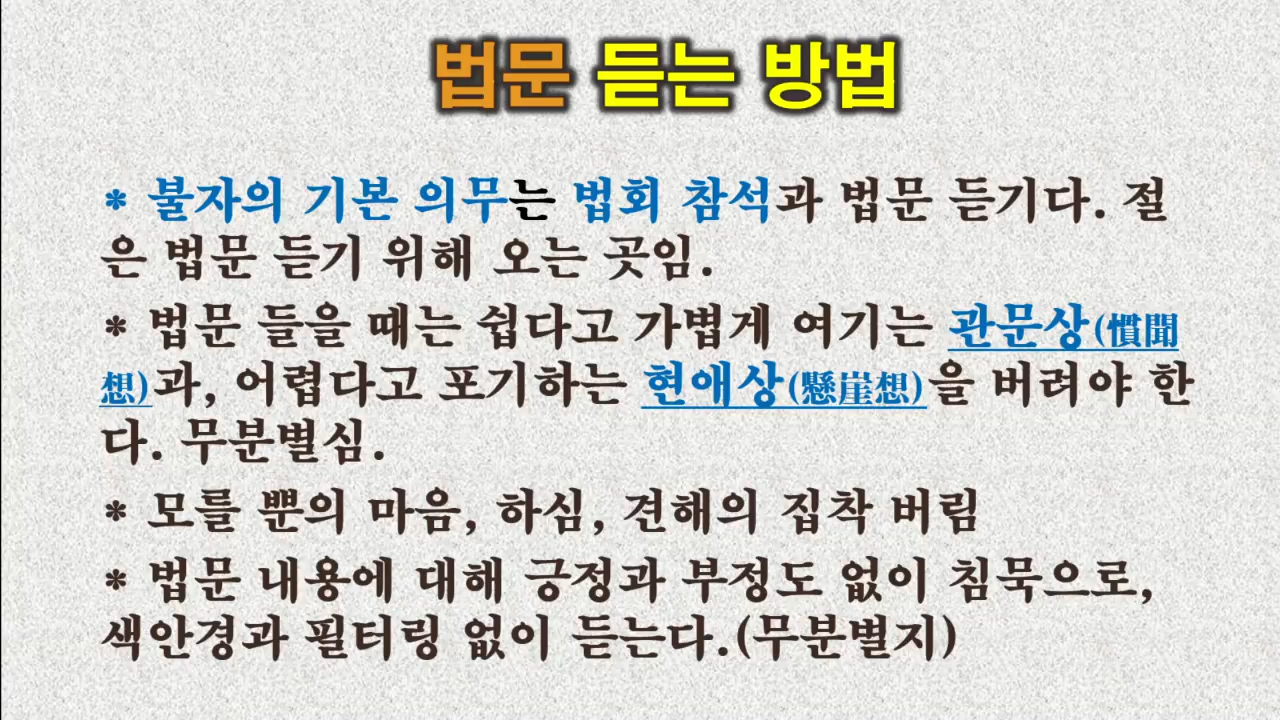 법문 듣는 방법
* 불자의 기본 의무는 법회 참석과 법문 듣기다. 절
은 법문 듣기 위해 오는 곳임.
* 법문 들을 때는 쉽다고 가볍게 여기는 관문상(慣聞
想)과, 어렵다고 포기하는 현애상(懸崖想)을 버려야 한
다. 무분별심.
* 모를 뿐의 마음, 하심, 견해의 집착 버림
* 법문 내용에 대해 긍정과 부정도 없이 침묵으로,
색안경과 필터링 없이 듣는다.(무분별지)